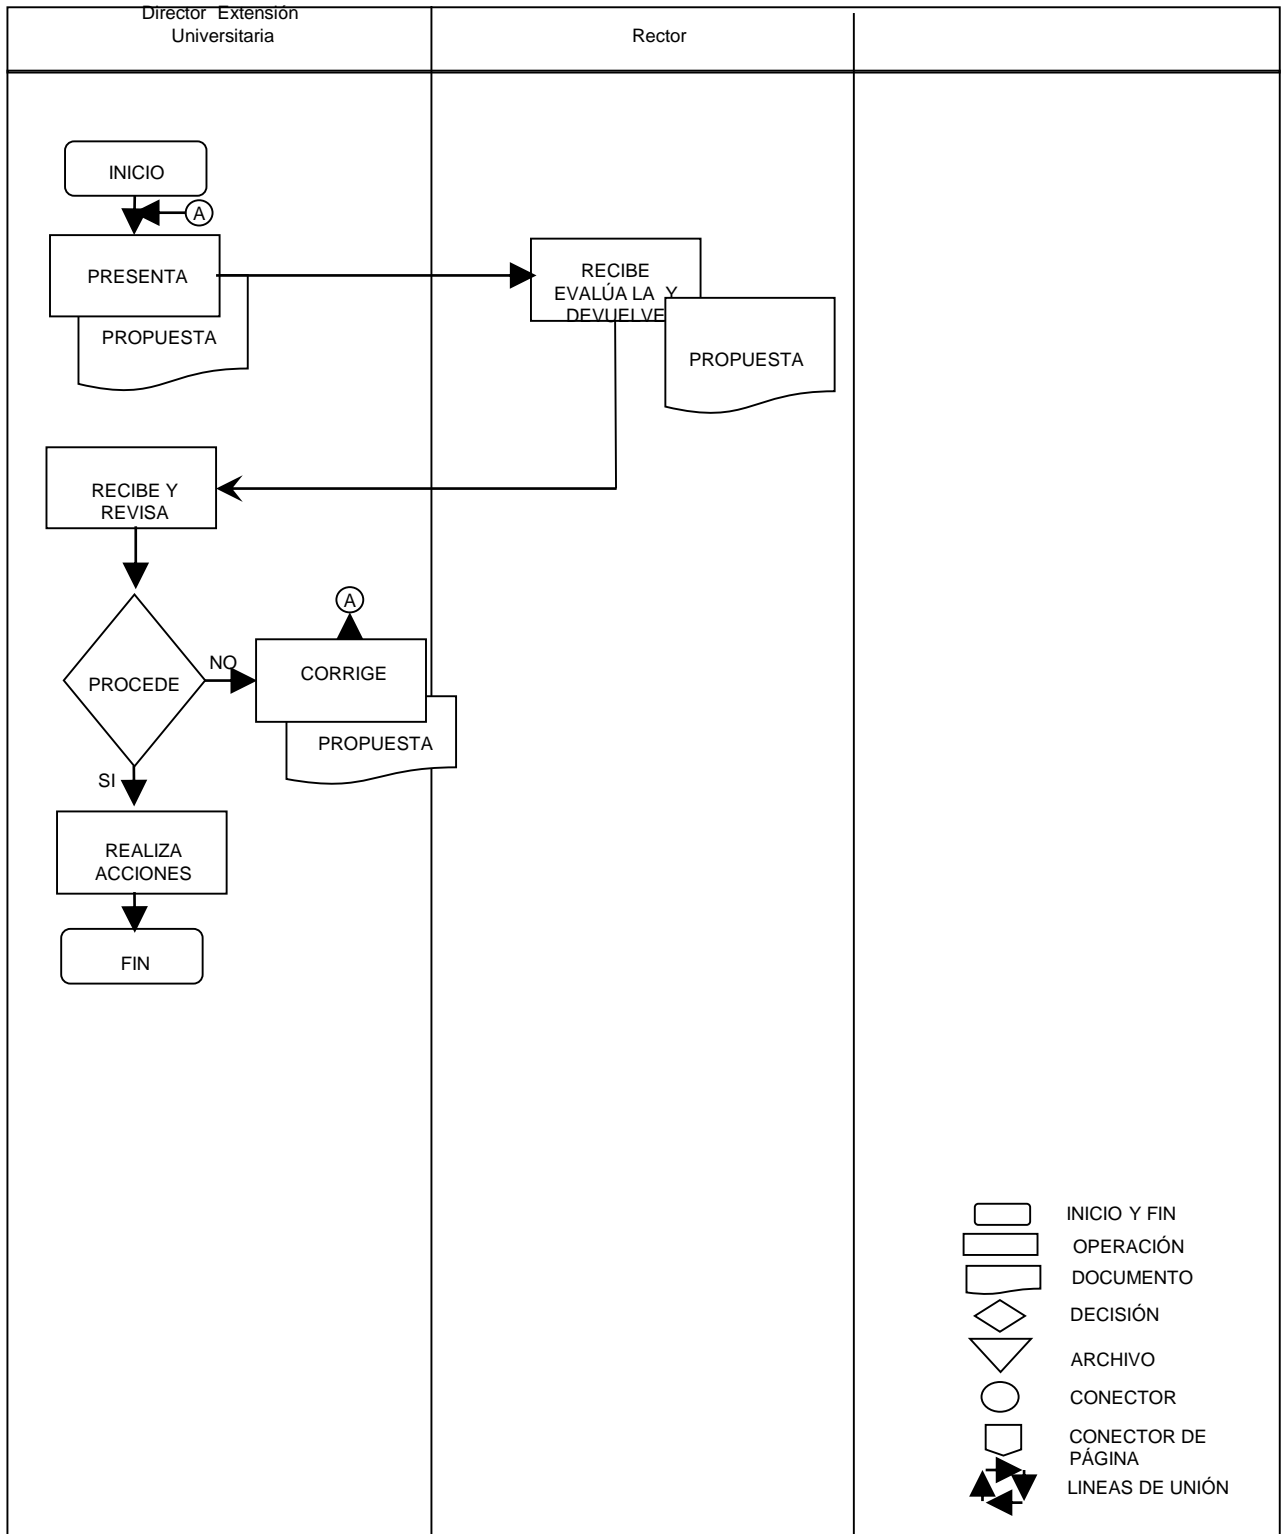 Director Extensión
Universitaria
Rector
INICIO
A
PRESENTA
PROPUESTA
RECIBE
EVALÚA LA Y
DEVUELVE
PROPUESTA
RECIBE Y
REVISA
A
PROCEDE
NO
CORRIGE
PROPUESTA
SI
REALIZA
ACCIONES
FIN
INICIO Y FIN
OPERACIÓN
DOCUMENTO
DECISIÓN
ARCHIVO
CONECTOR
CONECTOR DE
PÁGINA
LINEAS DE UNIÓN